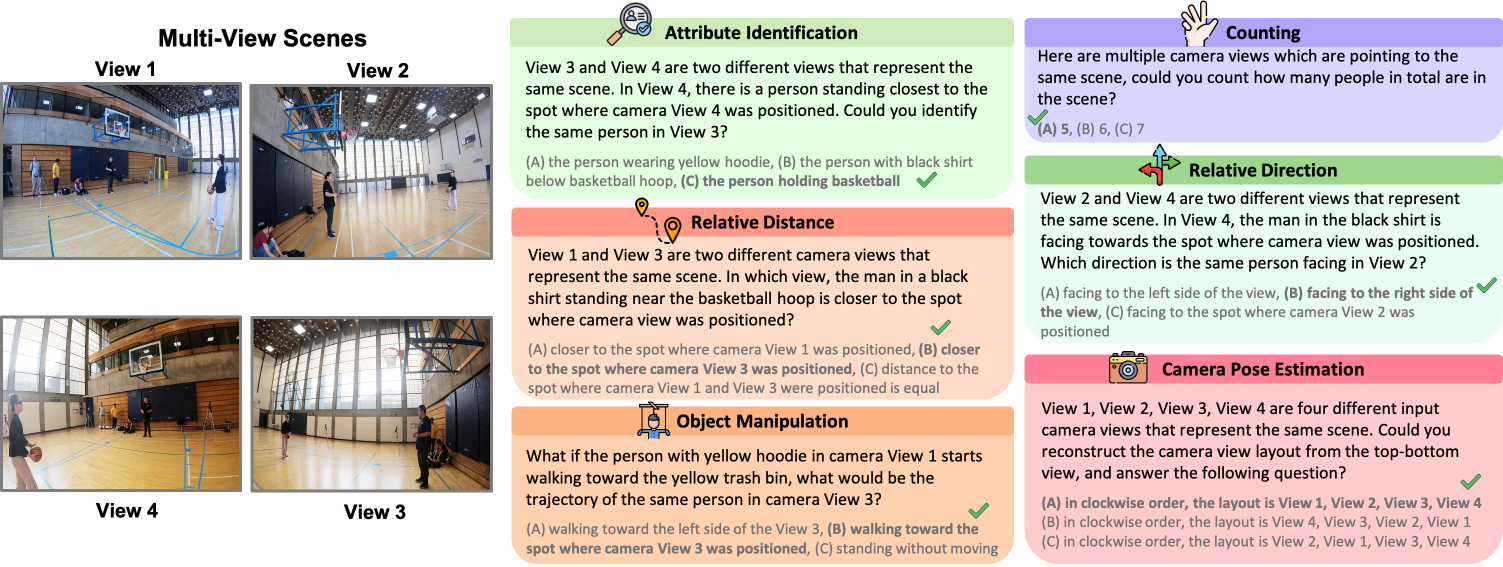 Multi-View Scenes
View 1
View 2
View 4
View 3
Attribute Identification
View 3 and View 4 are two different views that represent the
same scene. In View 4, there is a person standing closest to the
spot where camera View 4 was positioned. Could you identify
the same person in View 3?
(A) the person wearing yellow hoodie, (B) the person with black shirt
below basketball hoop, (C) the person holding basketball
Relative Distance
View 1 and View 3 are two different camera views that
represent the same scene. In which view, the man in a black
shirt standing near the basketball hoop is closer to the spot
where camera view was positioned?
(A) closer to the spot where camera View 1 was positioned, (B) closer
to the spot where camera View 3 was positioned, (C) distance to the
spot where camera View 1 and View 3 were positioned is equal
Object Manipulation
What if the person with yellow hoodie in camera View 1 starts
walking toward the yellow trash bin, what would be the
trajectory of the same person in camera View 3?
(A) walking toward the left side of the View 3, (B) walking toward the
spot where camera View 3 was positioned, (C) standing without moving
Counting
Here are multiple camera views which are pointing to the
same scene, could you count how many people in total are in
the scene?
(A) 5, (B) 6, (C) 7
Relative Direction
View 2 and View 4 are two different views that represent
the same scene. In View 4, the man in the black shirt is
facing towards the spot where camera view was positioned.
Which direction is the same person facing in View 2?
(A) facing to the left side of the view, (B) facing to the right side of
the view, (C) facing to the spot where camera View 2 was
positioned
Camera Pose Estimation
View 1, View 2, View 3, View 4 are four different input
camera views that represent the same scene. Could you
reconstruct the camera view layout from the top-bottom
view, and answer the following question?
(A) in clockwise order, the layout is View 1, View 2, View 3, View 4
(B) in clockwise order, the layout is View 4, View 3, View 2, View 1
(C) in clockwise order, the layout is View 2, View 1, View 3, View 4